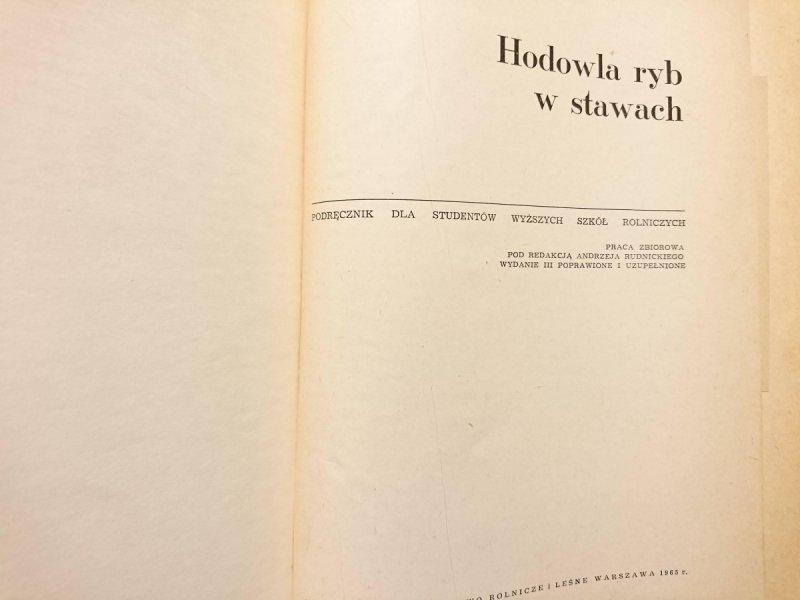 Hodowla ryb
w stawach
PODRĘCZNIK DLA STUDENTÓW WYŻSZYCH SZKÓŁ ROLNICZYCH
PRACA ZBIOROWA
POD REDAKCJĄ ANDRZEJA RUDNICKIEGO
WYDANIE III POPRAWIONE I UZUPEŁNIONE
ROLNICZE I LEŚNE WARSZAWA 1965 r.